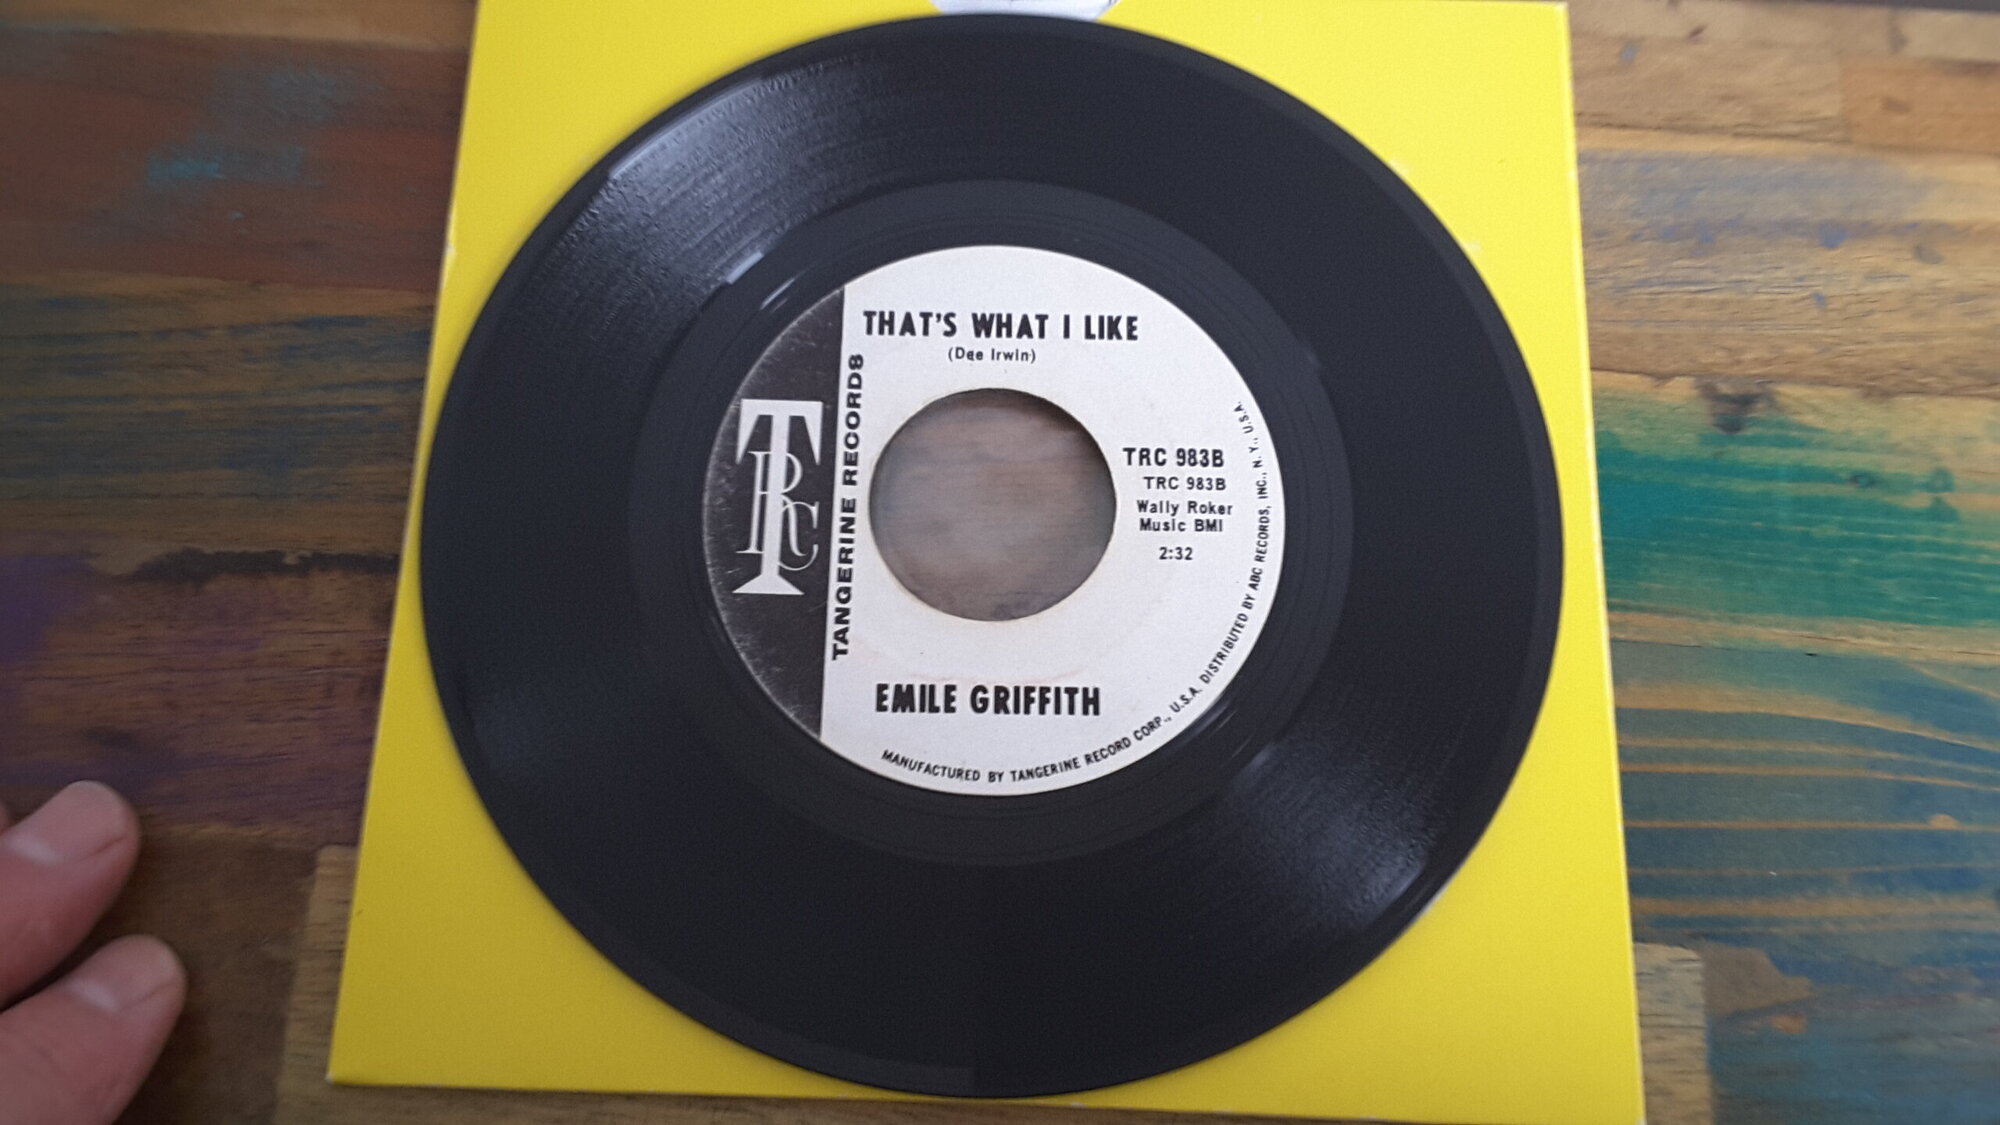 THAT'S WHAT I LIKE
(Dee Irwin)
TRC
TANGERINE RECORDS
TRC 983B
TRC 983B
Wally Roker
Music BMI
2:32
EMILE GRIFFITH
MANUFACTURED BY TANGERINE RECORD CORP., U.S.A. DISTRIBUTED BY ABC RECORDS, INC., N.Y., U.S.A.